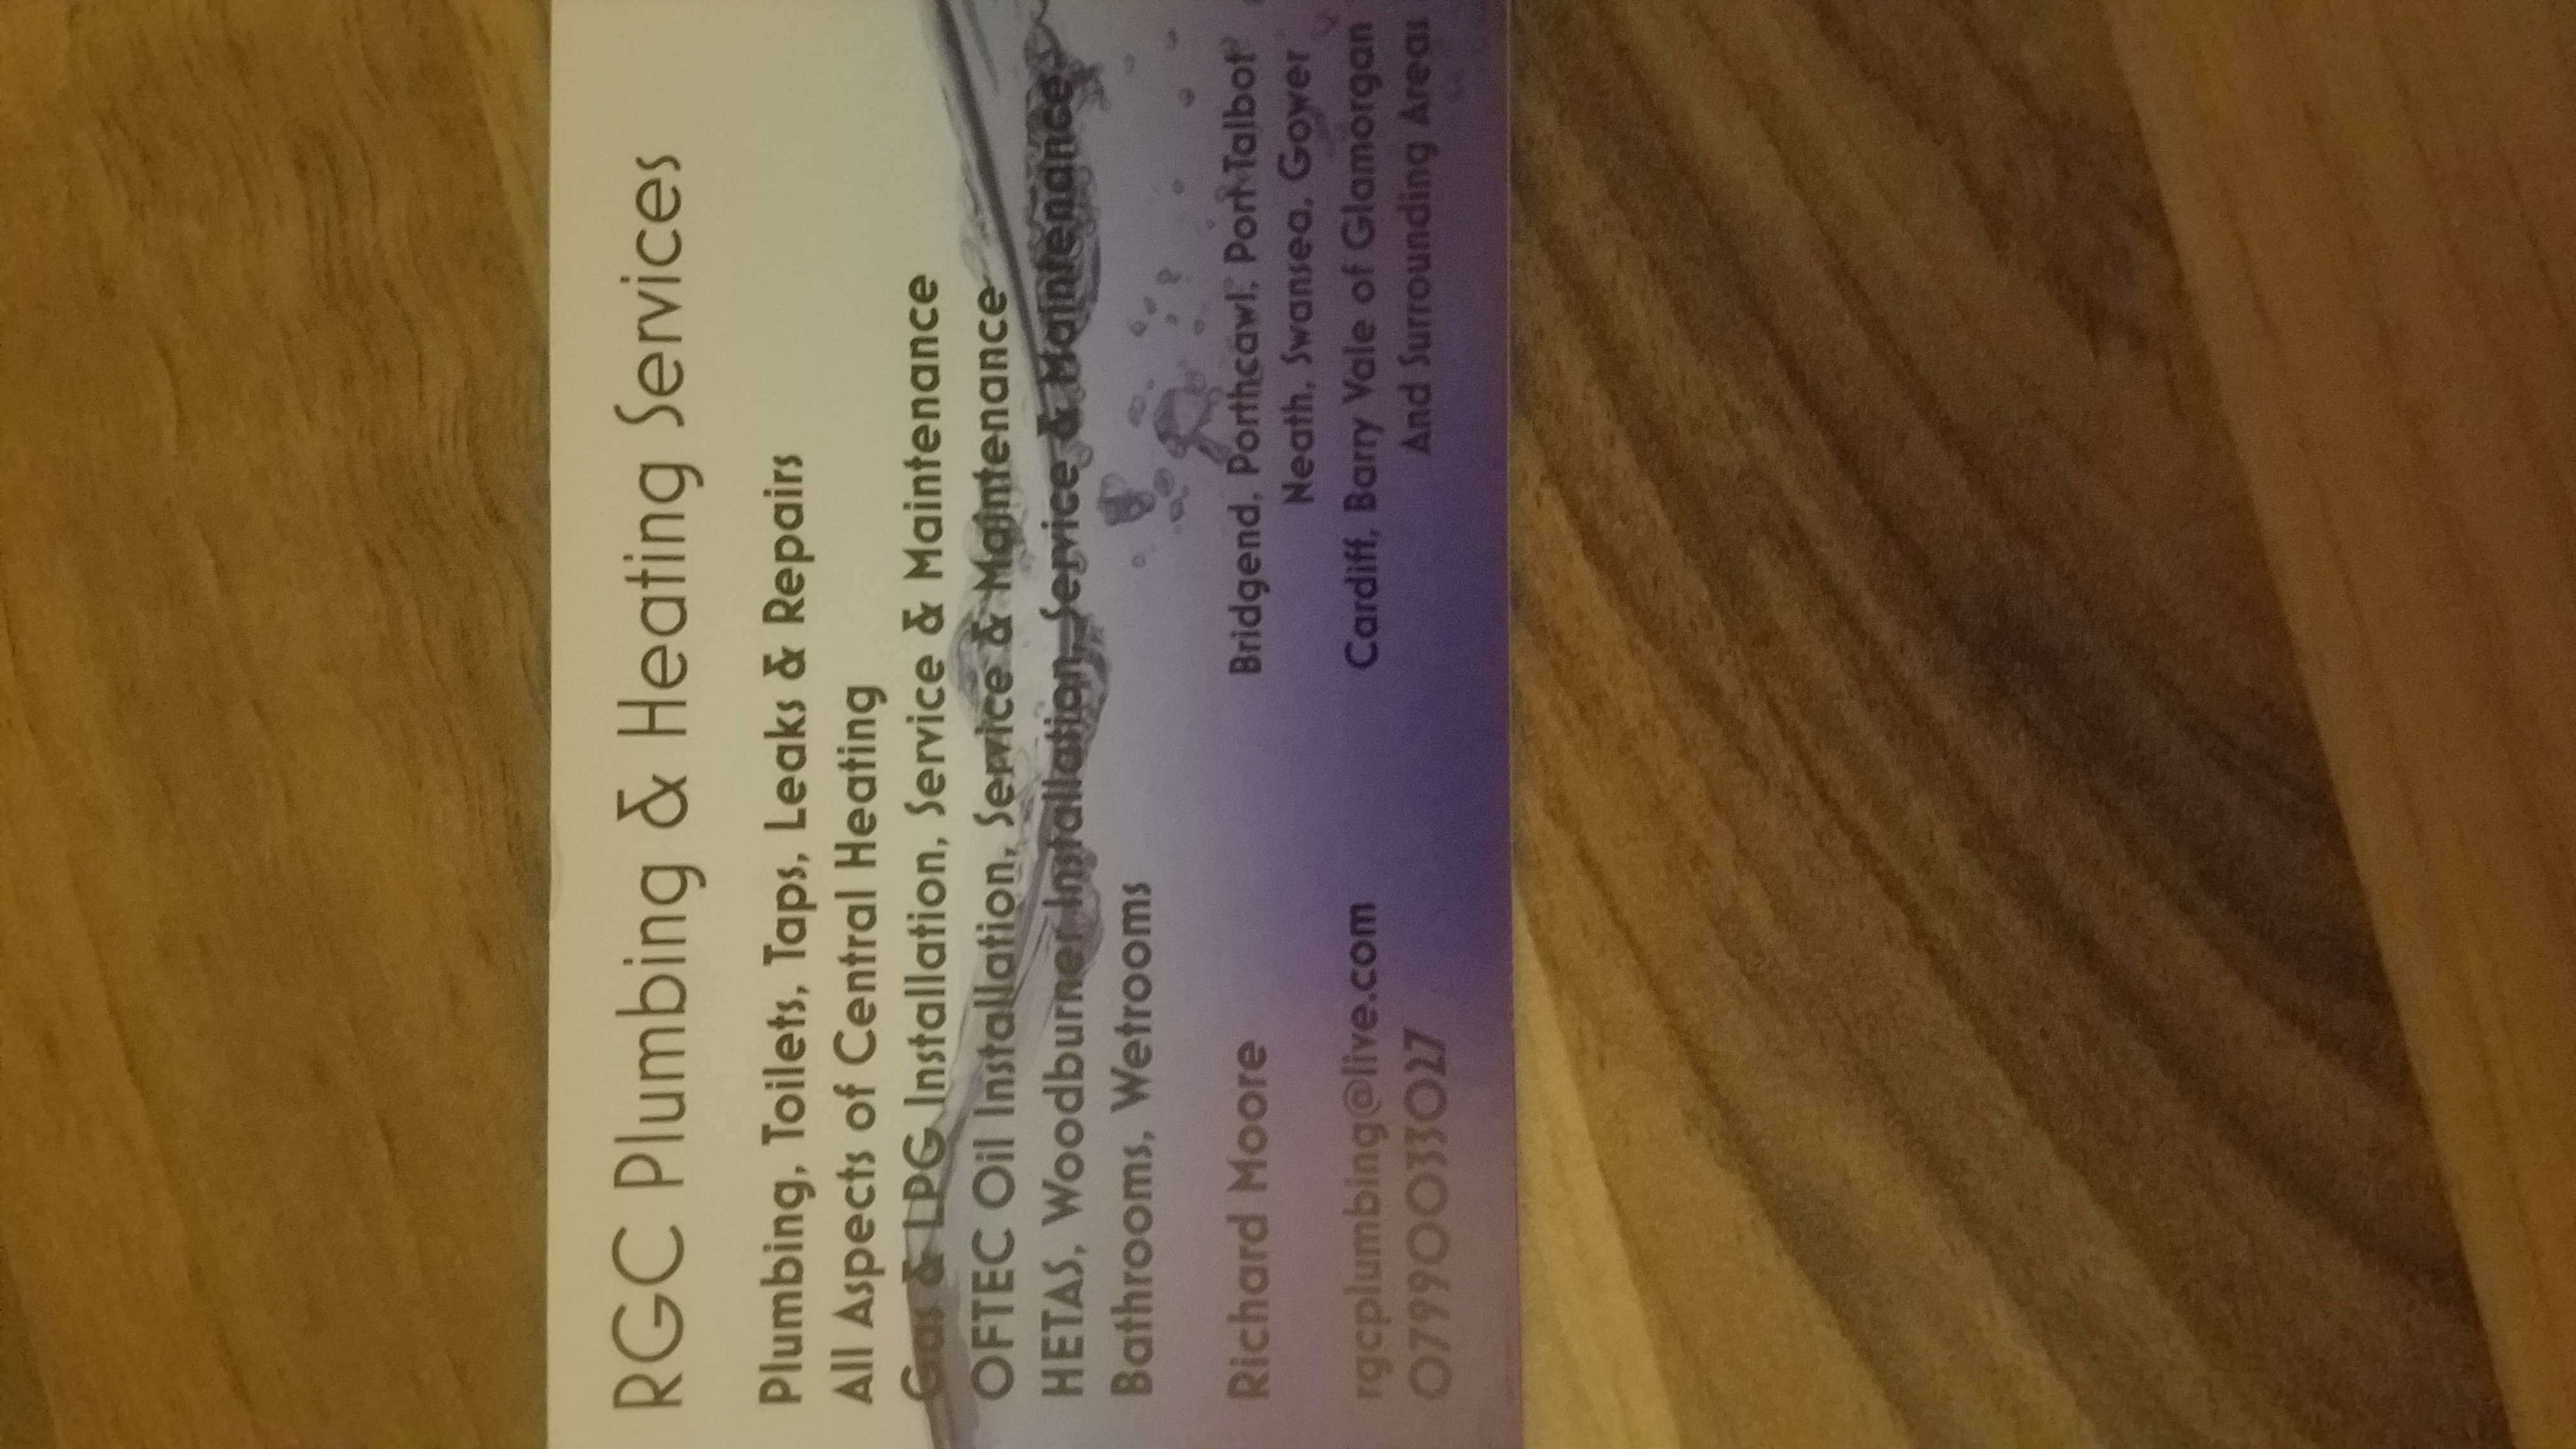 RGC Plumbing & Heating Services
Plumbing, Toilets, Taps, Leaks & Repairs
All Aspects of Central Heating
Gas & LPG Installation, Service & Maintenance
OFTEC Oil Installation, Service & Maintenance
HETAS, Woodburner Installation, Service & Maintenance
Bathrooms, Wetrooms
Richard Moore
rgcplumbing@live.com
07990033027
Bridgend, Porthcawl, Port Talbot
Neath, Swansea, Gower
Cardiff, Barry Vale of Glamorgan
And Surrounding Areas